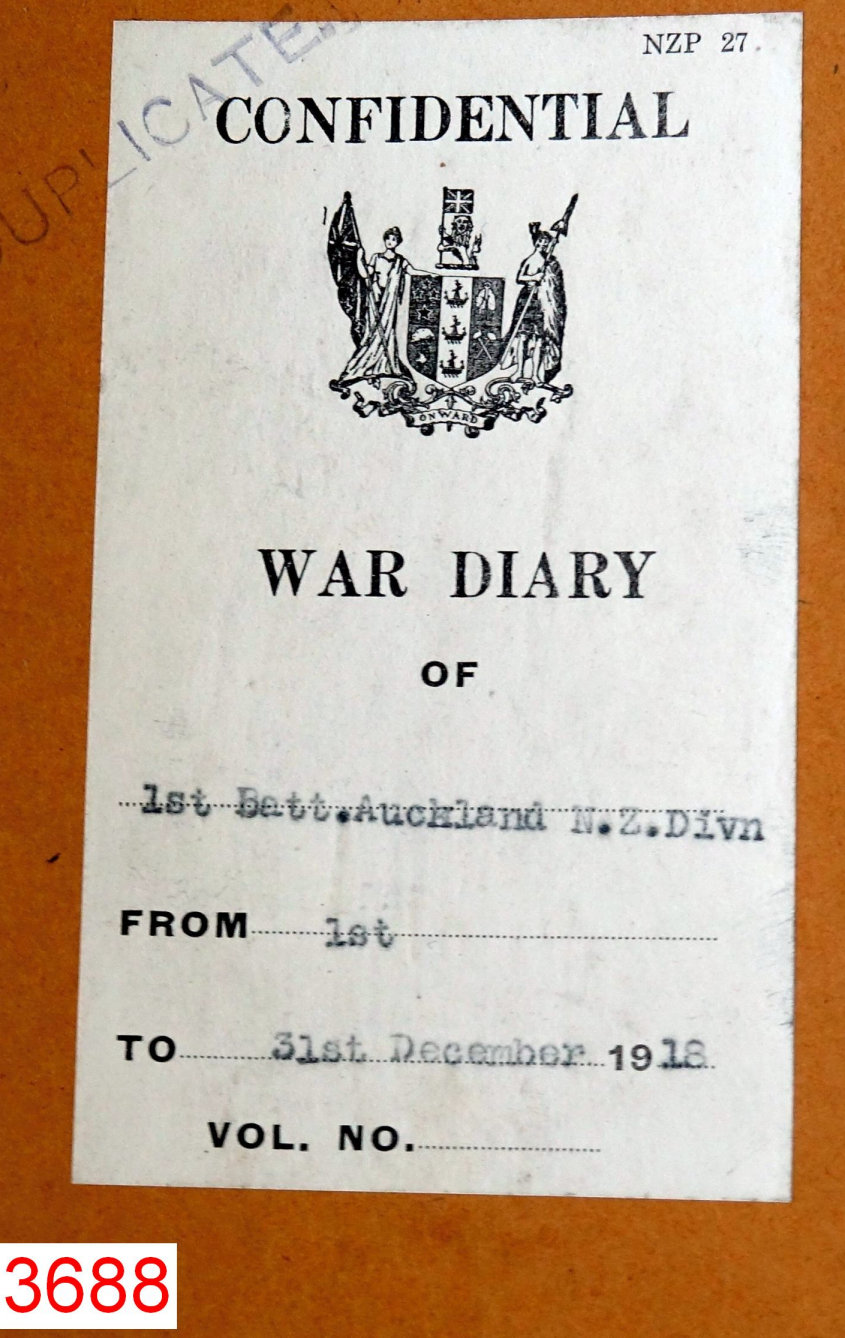 DUPLICATE.
NZP 27.
CONFIDENTIAL
ONWARD
WAR DIARY
OF
1st Batt.Auckland N.Z.Divn
FROM 1st
TO 31st December 1918
VOL. NO.
3688